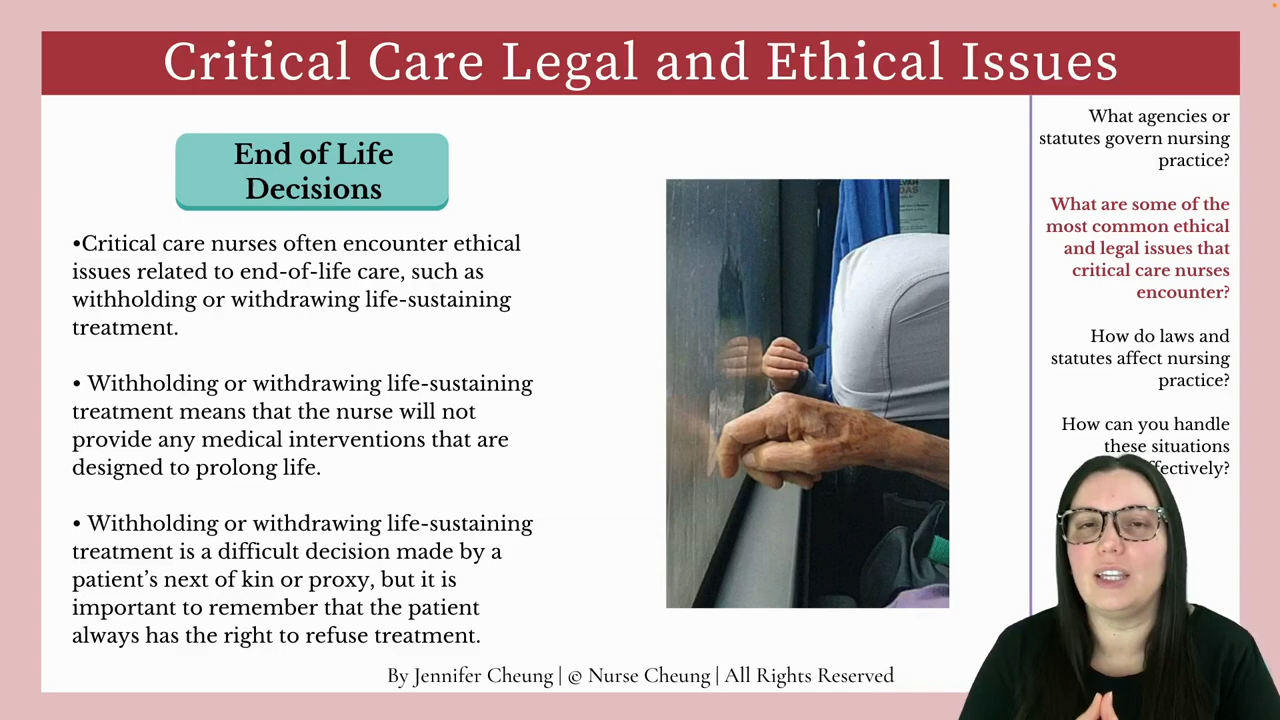 Critical Care Legal and Ethical Issues
End of Life
Decisions
•Critical care nurses often encounter ethical
issues related to end-of-life care, such as
withholding or withdrawing life-sustaining
treatment.
• Withholding or withdrawing life-sustaining
treatment means that the nurse will not
provide any medical interventions that are
designed to prolong life.
• Withholding or withdrawing life-sustaining
treatment is a difficult decision made by a
patient’s next of kin or proxy, but it is
important to remember that the patient
always has the right to refuse treatment.
What agencies or
statutes govern nursing
practice?
What are some of the
most common ethical
and legal issues that
critical care nurses
encounter?
How do laws and
statutes affect nursing
practice?
How can you handle
these situations
By Jennifer Cheung | © Nurse Cheung | All Rights Reserved